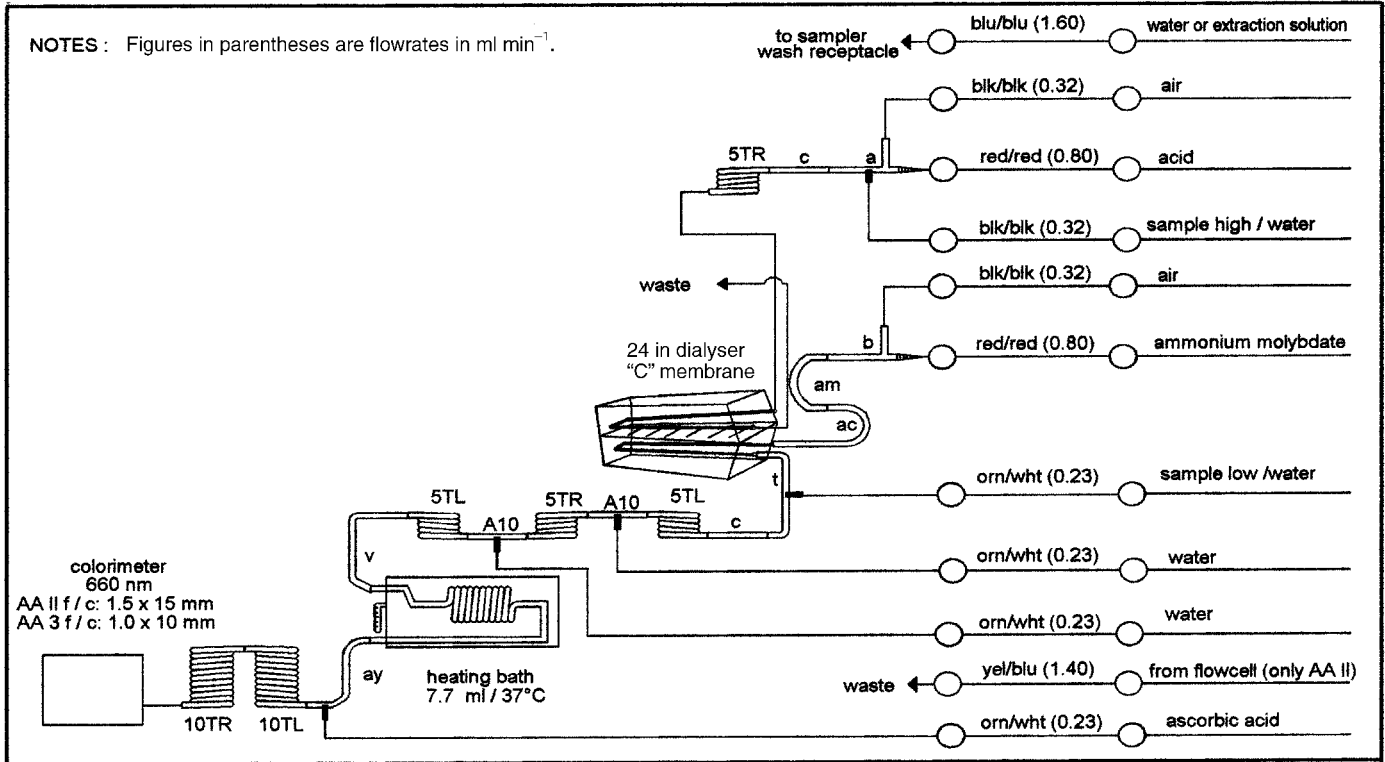 NOTES : Figures in parentheses are flowrates in ml min⁻¹.
to sampler
wash receptacle
blu/blu (1.60)
water or extraction solution
blk/blk (0.32)
air
5TR
c
a
red/red (0.80)
acid
blk/blk (0.32)
sample high / water
waste
blk/blk (0.32)
air
b
red/red (0.80)
ammonium molybdate
24 in dialyser
"C" membrane
am
ac
t
orn/wht (0.23)
sample low /water
5TL
A10
5TR
A10
5TL
c
v
orn/wht (0.23)
water
colorimeter
660 nm
AA II f / c: 1.5 x 15 mm
AA 3 f / c: 1.0 x 10 mm
orn/wht (0.23)
water
ay
heating bath
7.7 ml / 37°C
waste
yel/blu (1.40)
from flowcell (only AA II)
10TR
10TL
orn/wht (0.23)
ascorbic acid